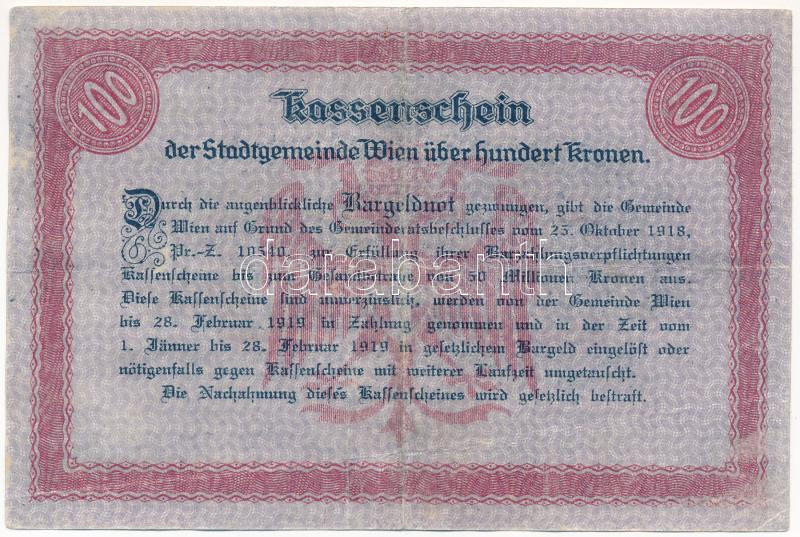 100
100
Kassenschein
der Stadtgemeinde Wien über hundert Kronen.
Durch die augenblickliche Bargeldnot gezwungen, gibt die Gemeinde
Wien auf Grund des Gemeinderatsbeschlusses vom 25. Oktober 1918,
Pr.-Z. 10540, zur Erfüllung ihrer Barzahlungsverpflichtungen
Kassenscheine bis zum Gesamtbetrage von 50 Millionen Kronen aus.
Diese Kassenscheine sind unverzinslich, werden von der Gemeinde Wien
bis 28. Februar 1919 in Zahlung genommen und in der Zeit vom
1. Jänner bis 28. Februar 1919 in gesetzlichem Bargeld eingelöst oder
nötigenfalls gegen Kassenscheine mit weiterer Laufzeit umgetauscht.
Die Nachahmung dieses Kassenscheines wird gesetzlich bestraft.
darabanth